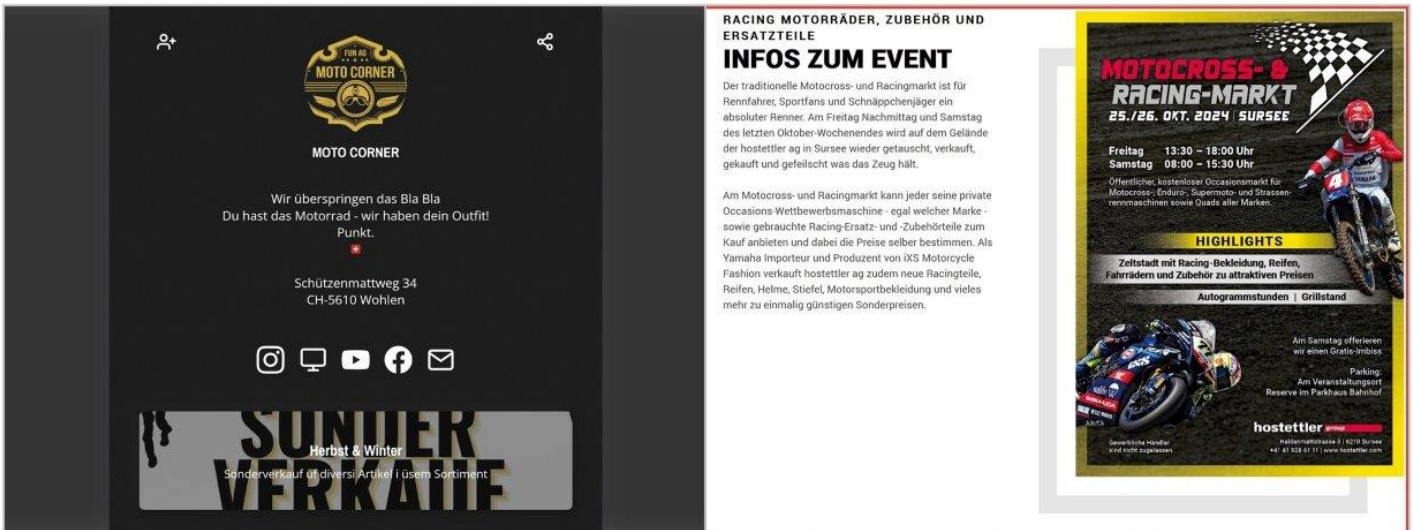 FUN AG
MOTO CORNER
MOTO CORNER
Wir überspringen das Bla Bla
Du hast das Motorrad - wir haben dein Outfit!
Punkt.
Schützenmattweg 34
CH-5610 Wohlen
SONDER
VERKAUF
Herbst & Winter
Sonderverkauf uf diversi Artikel i üsem Sortiment
RACING MOTORRÄDER, ZUBEHÖR UND
ERSATZTEILE
INFOS ZUM EVENT
Der traditionelle Motocross- und Racingmarkt ist für
Rennfahrer, Sportfans und Schnäppchenjäger ein
absoluter Renner. Am Freitag Nachmittag und Samstag
des letzten Oktober-Wochenendes wird auf dem Gelände
der hostettler ag in Sursee wieder getauscht, verkauft,
gekauft und gefeilscht was das Zeug hält.
Am Motocross- und Racingmarkt kann jeder seine private
Occasions-Wettbewerbsmaschine - egal welcher Marke -
sowie gebrauchte Racing-Ersatz- und -Zubehörteile zum
Kauf anbieten und dabei die Preise selber bestimmen. Als
Yamaha Importeur und Produzent von iXS Motorcycle
Fashion verkauft hostettler ag zudem neue Racingteile,
Reifen, Helme, Stiefel, Motorsportbekleidung und vieles
mehr zu einmalig günstigen Sonderpreisen.
MOTOCROSS- &
RACING-MARKT
25./26. OKT. 2024 | SURSEE
Freitag 13:30 – 18:00 Uhr
Samstag 08:00 – 15:30 Uhr
Öffentlicher, kostenloser Occasionsmarkt für
Motocross-, Enduro-, Supermoto- und Strassen-
rennmaschinen sowie Quads aller Marken.
4
HIGHLIGHTS
Zeltstadt mit Racing-Bekleidung, Reifen,
Fahrrädern und Zubehör zu attraktiven Preisen
Autogrammstunden | Grillstand
Am Samstag offerieren
wir einen Gratis-Imbiss
Parking:
Am Veranstaltungsort
Reserve im Parkhaus Bahnhof
hostettler group
Gewerbliche Händler
sind nicht zugelassen.
Haldenmattstrasse 3 | 6210 Sursee
+41 41 926 61 11 | www.hostettler.com